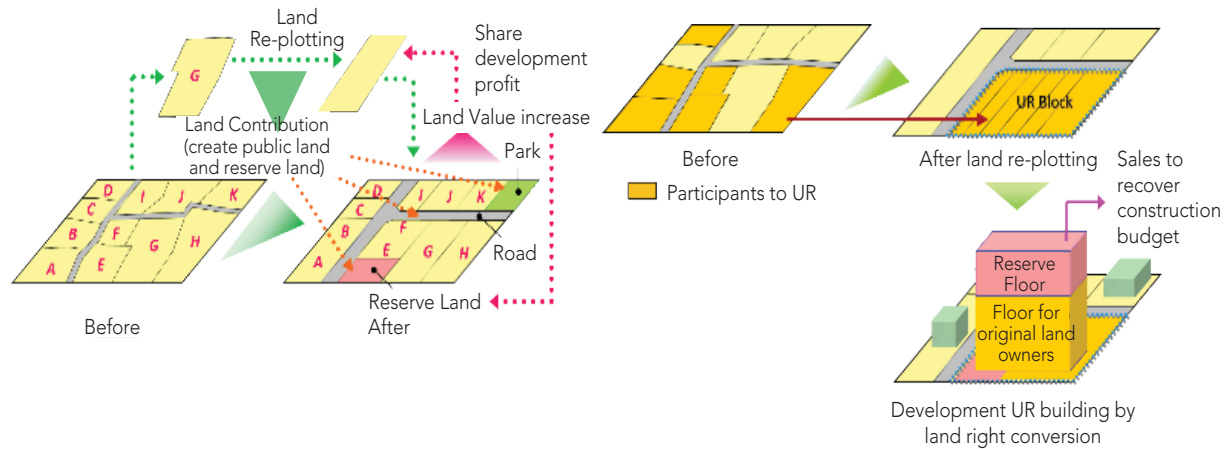 Land
Re-plotting
G
Share
development
profit
Land Contribution
(create public land
and reserve land)
Land Value increase
Park
D
C
B
A
I
J
K
F
E
G
H
Before
D
C
B
A
I
J
K
F
E
G
H
Road
Reserve Land
After
Before
Participants to UR
UR Block
After land re-plotting
Sales to
recover
construction
budget
Reserve
Floor
Floor for
original land
owners
Development UR building by
land right conversion